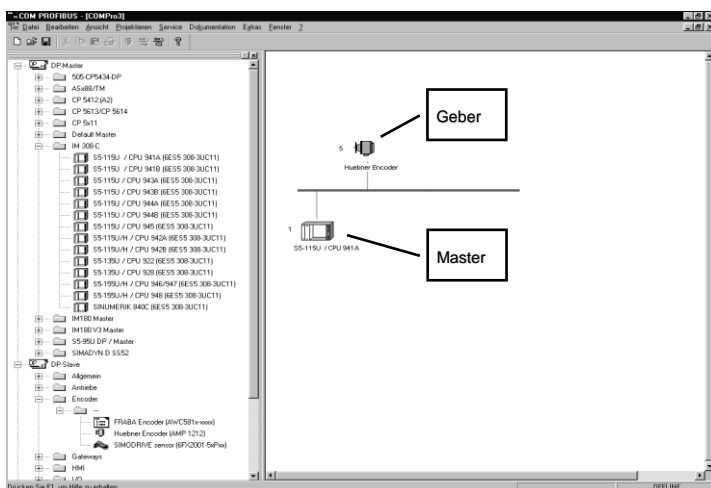 COM PROFIBUS - [COMPro3]
Datei Bearbeiten Ansicht Projektieren Service Dokumentation Extras Fenster ?
DP-Master
505-CP5434-DP
ASx88/TM
CP 5412 (A2)
CP 5613/CP 5614
CP 5x11
Default Master
IM 308-C
S5-115U / CPU 941A (6ES5 308-3UC11)
S5-115U / CPU 941B (6ES5 308-3UC11)
S5-115U / CPU 943A (6ES5 308-3UC11)
S5-115U / CPU 943B (6ES5 308-3UC11)
S5-115U / CPU 944A (6ES5 308-3UC11)
S5-115U / CPU 944B (6ES5 308-3UC11)
S5-115U / CPU 945 (6ES5 308-3UC11)
S5-115U/H / CPU 942A (6ES5 308-3UC11)
S5-115U/H / CPU 942B (6ES5 308-3UC11)
S5-135U / CPU 922 (6ES5 308-3UC11)
S5-135U / CPU 928 (6ES5 308-3UC11)
S5-155U/H / CPU 946/947 (6ES5 308-3UC11)
S5-155U/H / CPU 948 (6ES5 308-3UC11)
SINUMERIK 840C (6ES5 308-3UC11)
IM180 Master
IM180 V3 Master
S5-95U DP / Master
SIMADYN D SS52
DP-Slave
Allgemein
Antriebe
Encoder
FRABA Encoder (AWC581x-xxxx)
Huebner Encoder (AMP 1212)
SIMODRIVE sensor (6FX2001-5xPxx)
Gateways
HMI
I/O
Drücken Sie F1, um Hilfe zu erhalten.
OFFLINE
Geber
5
Huebner Encoder
1
S5-115U / CPU 941A
Master